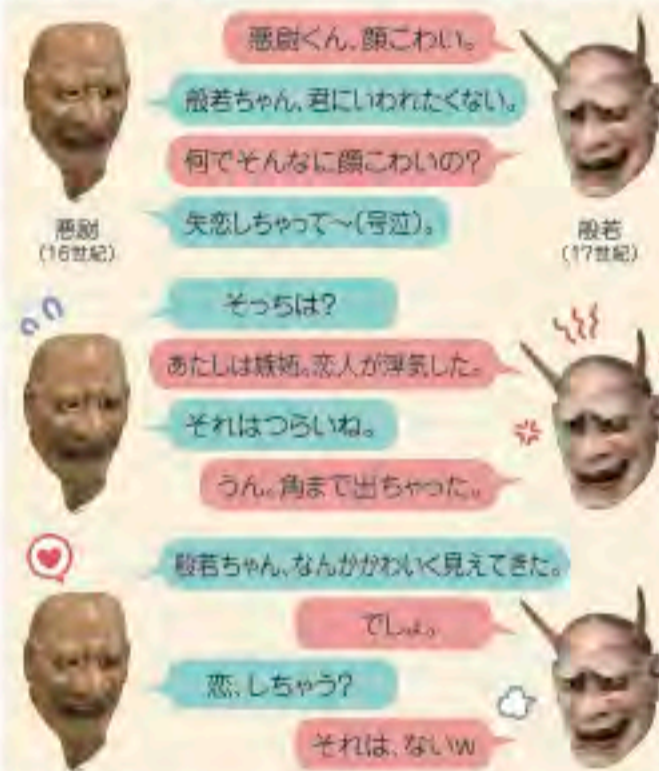 悪尉くん、顔こわい。
般若ちゃん、君にいわれたくない。
何でそんなに顔こわいの?
失恋しちゃって〜(号泣)。
悪尉
(16世紀)
般若
(17世紀)
そっちは?
あたしは嫉妬。恋人が浮気した。
それはつらいね。
うん。角まで出ちゃった。
般若ちゃん、なんかかわいく見えてきた。
でしょ。
恋、しちゃう?
それは、ないw